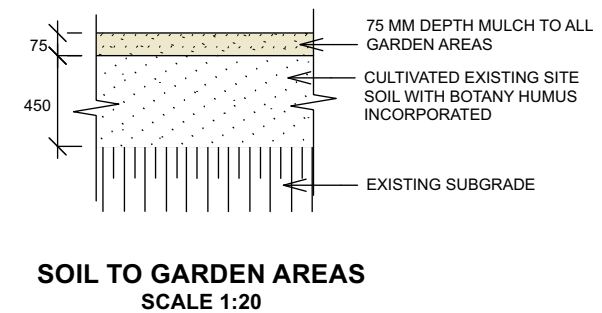 75 MM DEPTH MULCH TO ALL
GARDEN AREAS
75
CULTIVATED EXISTING SITE
SOIL WITH BOTANY HUMUS
INCORPORATED
450
EXISTING SUBGRADE
SOIL TO GARDEN AREAS
SCALE 1:20